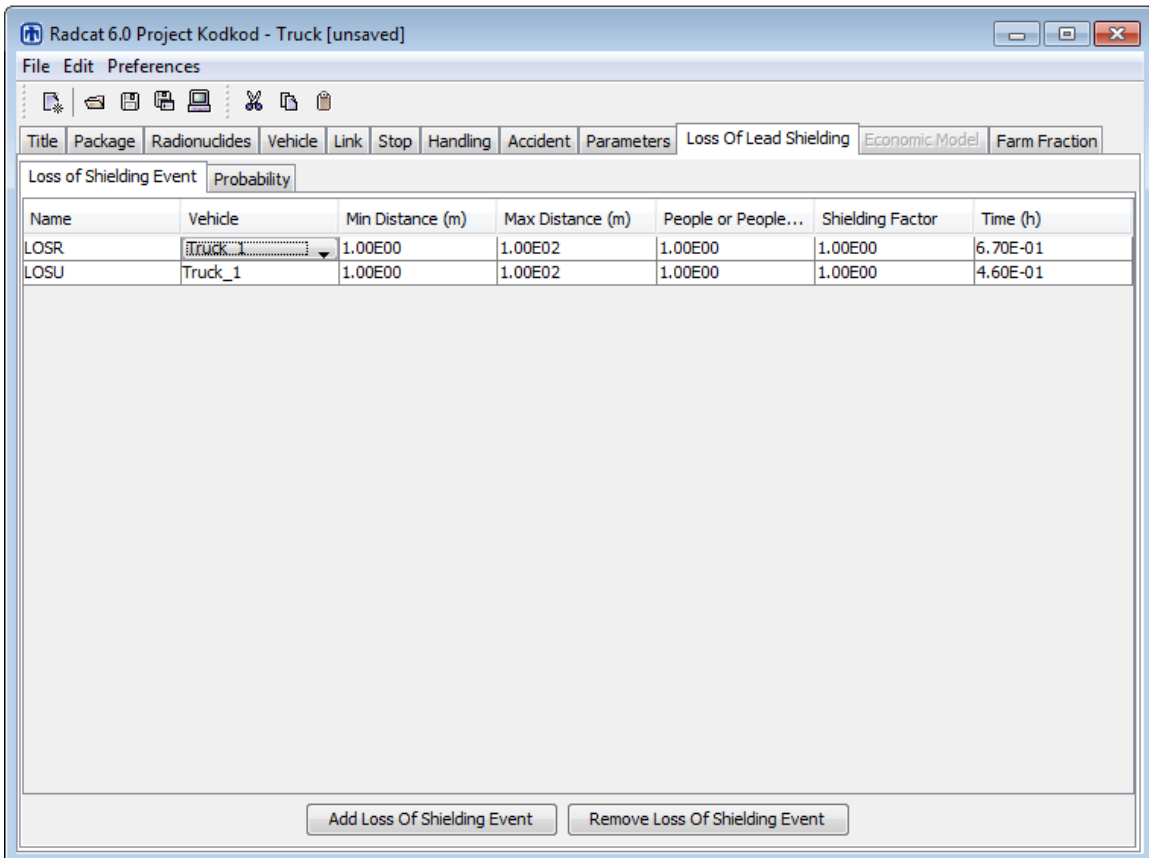 Radcat 6.0 Project Kodkod - Truck [unsaved]
File Edit Preferences
Title Package Radionuclides Vehicle Link Stop Handling Accident Parameters Loss Of Lead Shielding Economic Model Farm Fraction
Loss of Shielding Event Probability
Name Vehicle Min Distance (m) Max Distance (m) People or People... Shielding Factor Time (h)
LOSR Truck_1 1.00E00 1.00E02 1.00E00 1.00E00 6.70E-01
LOSU Truck_1 1.00E00 1.00E02 1.00E00 1.00E00 4.60E-01
Add Loss Of Shielding Event Remove Loss Of Shielding Event